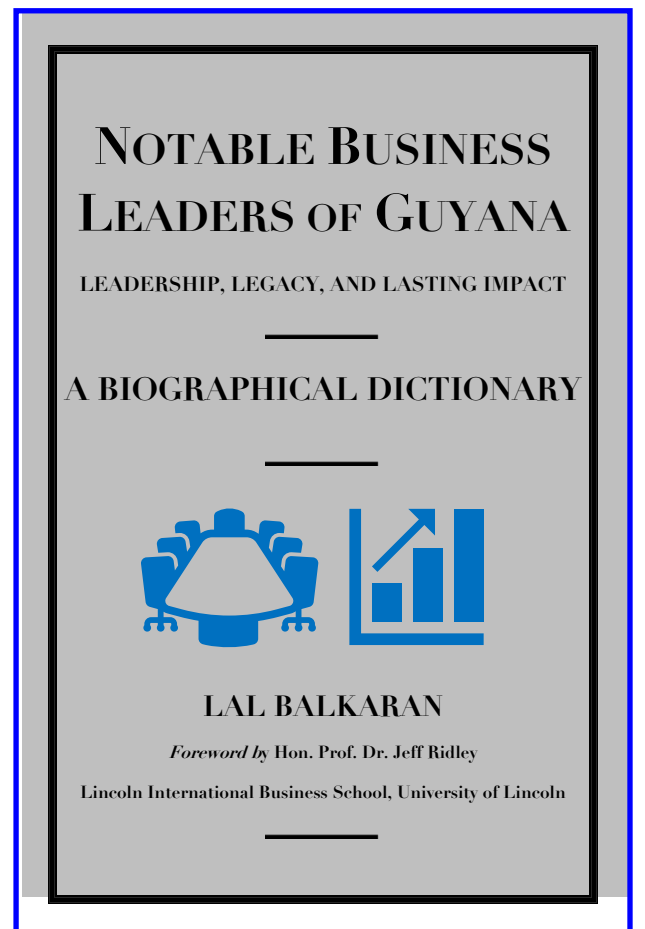 NOTABLE BUSINESS
LEADERS OF GUYANA
LEADERSHIP, LEGACY, AND LASTING IMPACT
A BIOGRAPHICAL DICTIONARY
LAL BALKARAN
Foreword by Hon. Prof. Dr. Jeff Ridley
Lincoln International Business School, University of Lincoln